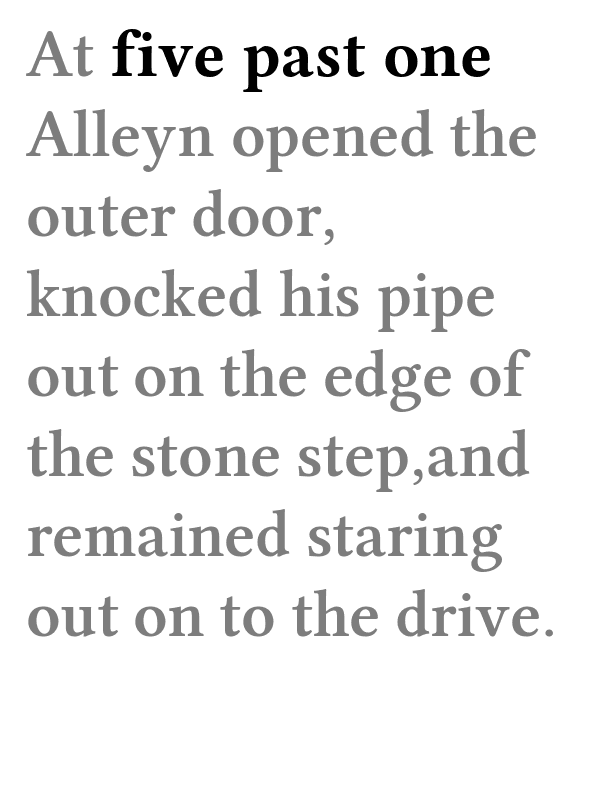 At five past one
Alleyn opened the
outer door,
knocked his pipe
out on the edge of
the stone step,and
remained staring
out on to the drive.